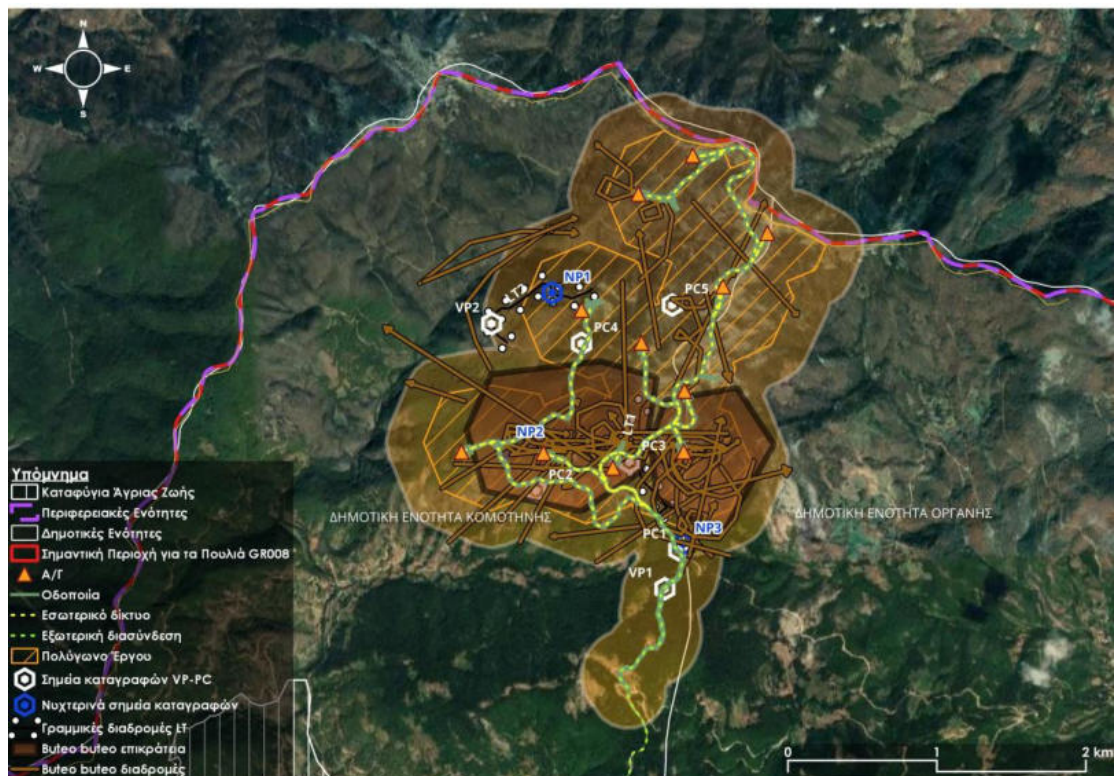 N
W E
S
NP1
LT2
VP2
PC5
PC4
NP2
LT1
PC3
PC2
ΔΗΜΟΤΙΚΗ ΕΝΟΤΗΤΑ ΚΟΜΟΤΗΝΗΣ
ΔΗΜΟΤΙΚΗ ΕΝΟΤΗΤΑ ΟΡΓΑΝΗΣ
PC1
NP3
VP1
Υπόμνημα
Καταφύγια Άγριας Ζωής
Περιφερειακές Ενότητες
Δημοτικές Ενότητες
Σημαντική Περιοχή για τα Πουλιά GR008
Α/Γ
Οδοποιία
Εσωτερικό δίκτυο
Εξωτερική διασύνδεση
Πολύγωνο Έργου
Σημεία καταγραφών VP-PC
Νυχτερινά σημεία καταγραφών
Γραμμικές διαδρομές LT
Buteo buteo επικράτεια
Buteo buteo διαδρομές
0 1 2 km